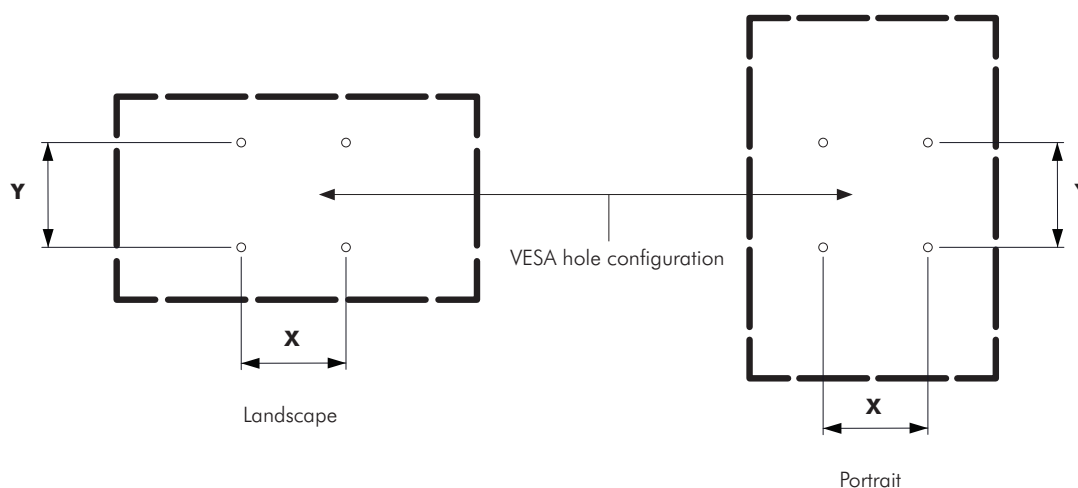 Y
VESA hole configuration
X
Landscape
X
Portrait